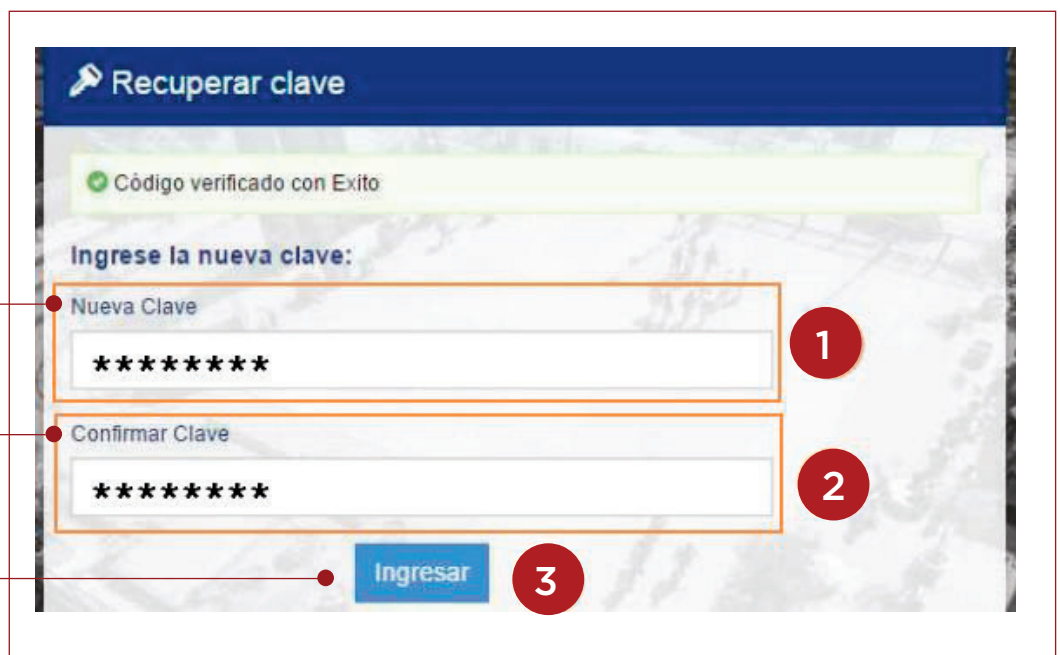 Recuperar clave
Código verificado con Exito
Ingrese la nueva clave:
Nueva Clave
********
1
Confirmar Clave
********
2
Ingresar
3